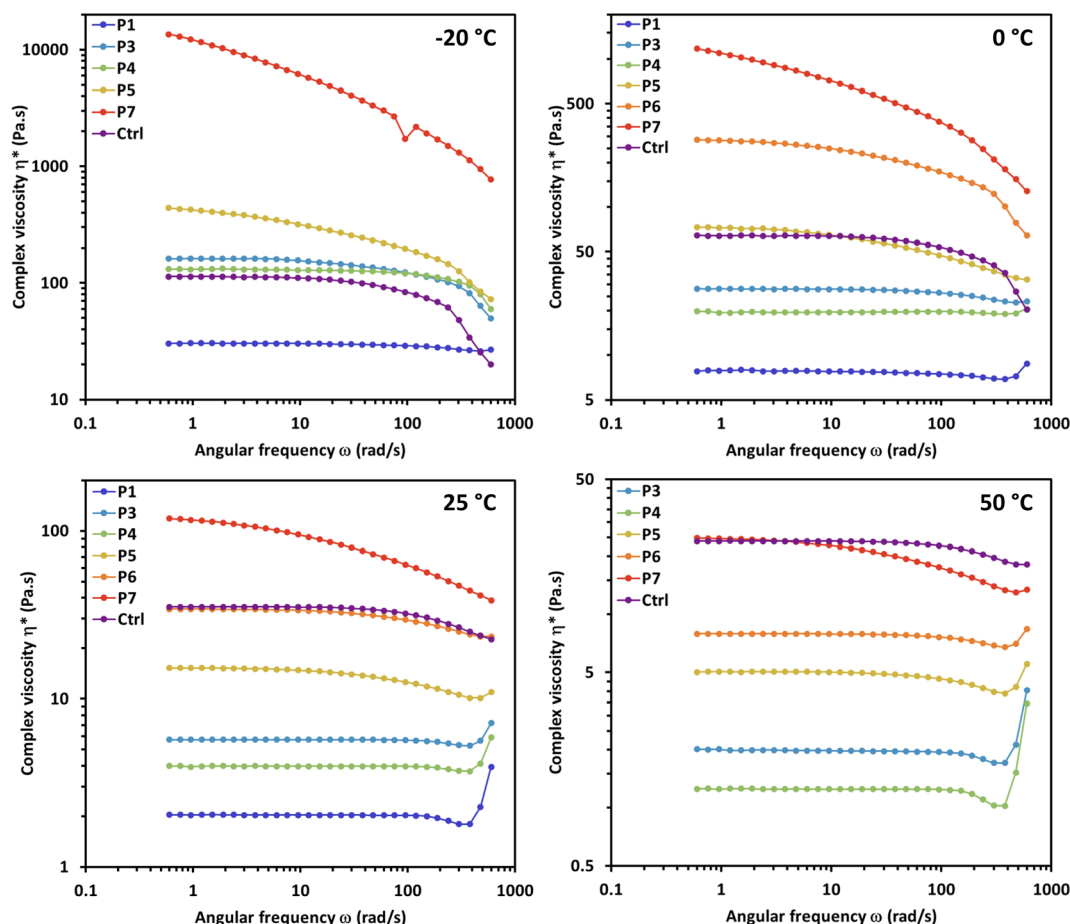 -20 °C
P1
P3
P4
P5
P7
Ctrl
10000
1000
100
10
Complex viscosity η* (Pa.s)
0.1 1 10 100 1000
Angular frequency ω (rad/s)
0 °C
P1
P3
P4
P5
P6
P7
Ctrl
500
50
5
Complex viscosity η* (Pa.s)
0.1 1 10 100 1000
Angular frequency ω (rad/s)
25 °C
P1
P3
P4
P5
P6
P7
Ctrl
100
10
1
Complex viscosity η* (Pa.s)
0.1 1 10 100 1000
Angular frequency ω (rad/s)
50 °C
P3
P4
P5
P6
P7
Ctrl
50
5
0.5
Complex viscosity η* (Pa.s)
0.1 1 10 100 1000
Angular frequency ω (rad/s)